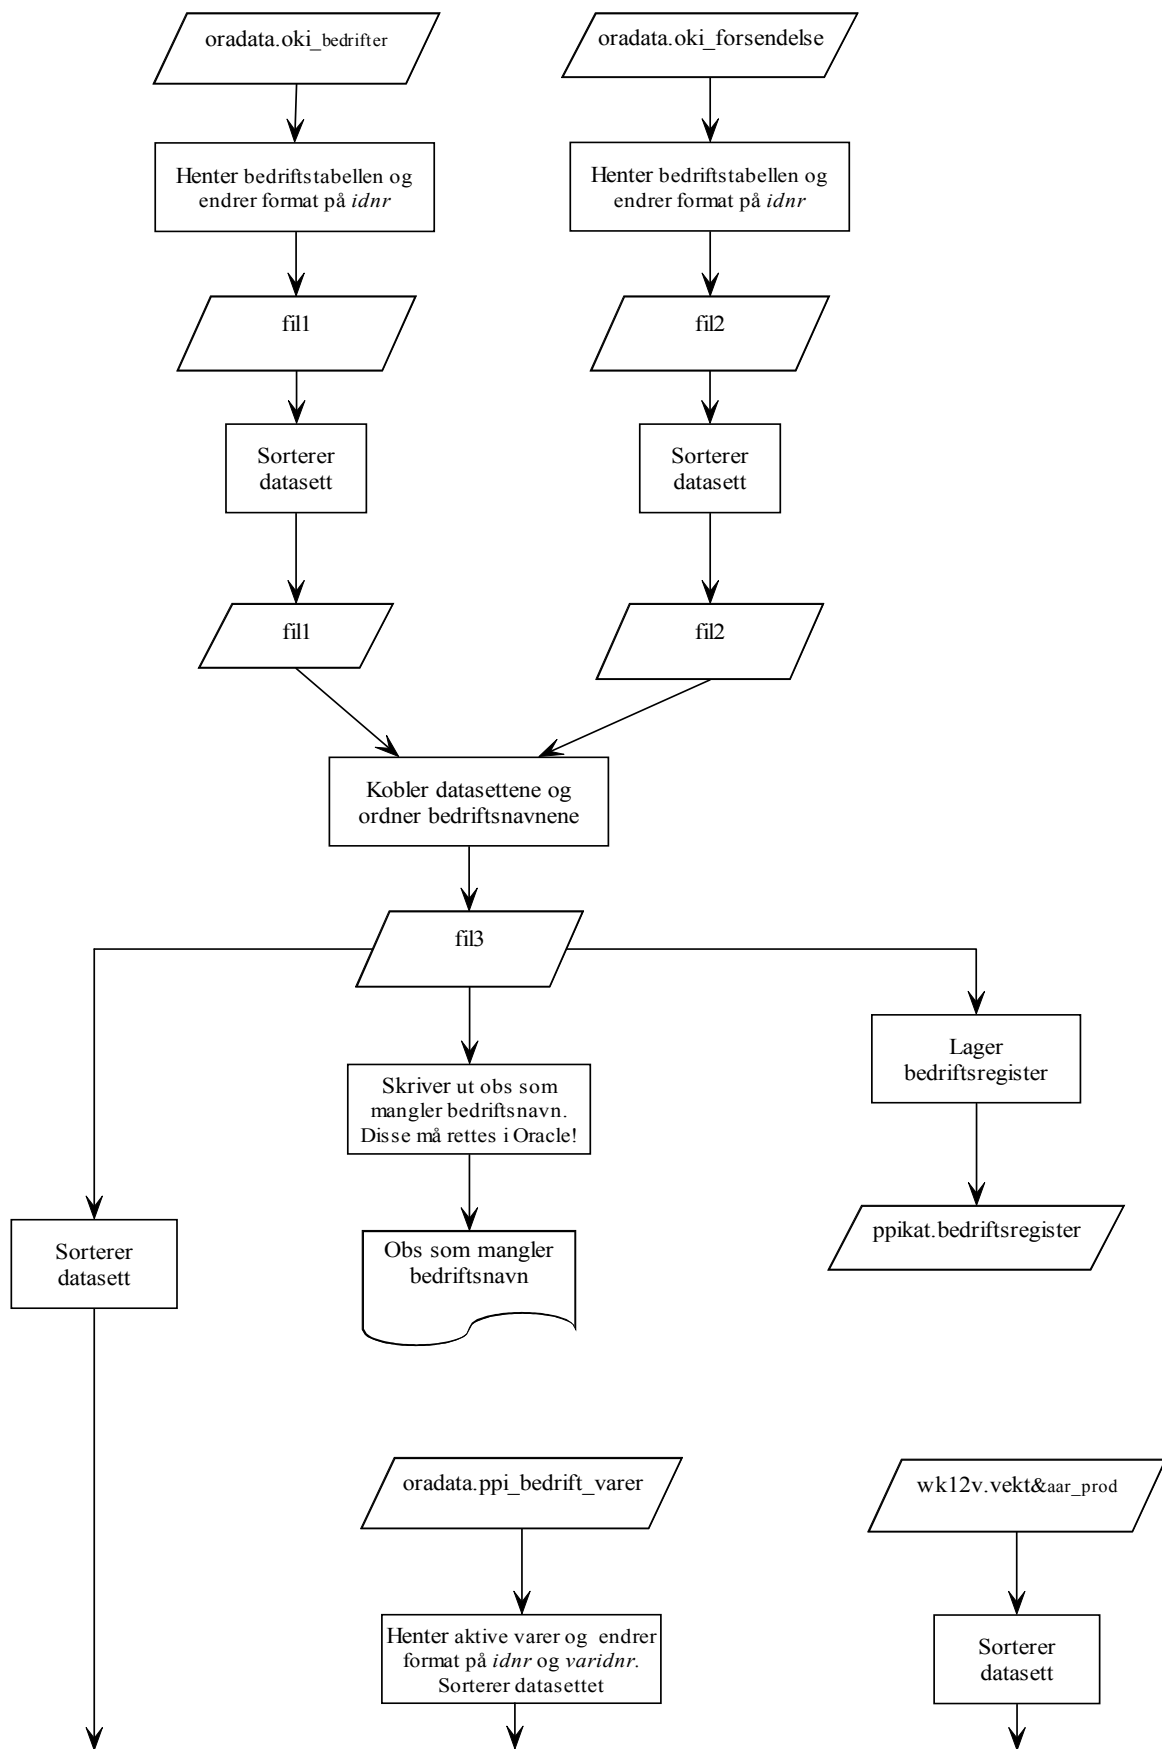 oradata.oki_bedrifter
oradata.oki_forsendelse
Henter bedriftstabellen og
endrer format på idnr
Henter bedriftstabellen og
endrer format på idnr
fil1
fil2
Sorterer
datasett
Sorterer
datasett
fil1
fil2
Kobler datasettene og
ordner bedriftsnavnene
fil3
Lager
bedriftsregister
Skriver ut obs som
mangler bedriftsnavn.
Disse må rettes i Oracle!
ppikat.bedriftsregister
Sorterer
datasett
Obs som mangler
bedriftsnavn
oradata.ppi_bedrift_varer
wk12v.vekt&aar_prod
Henter aktive varer og endrer
format på idnr og varidnr.
Sorterer datasettet
Sorterer
datasett